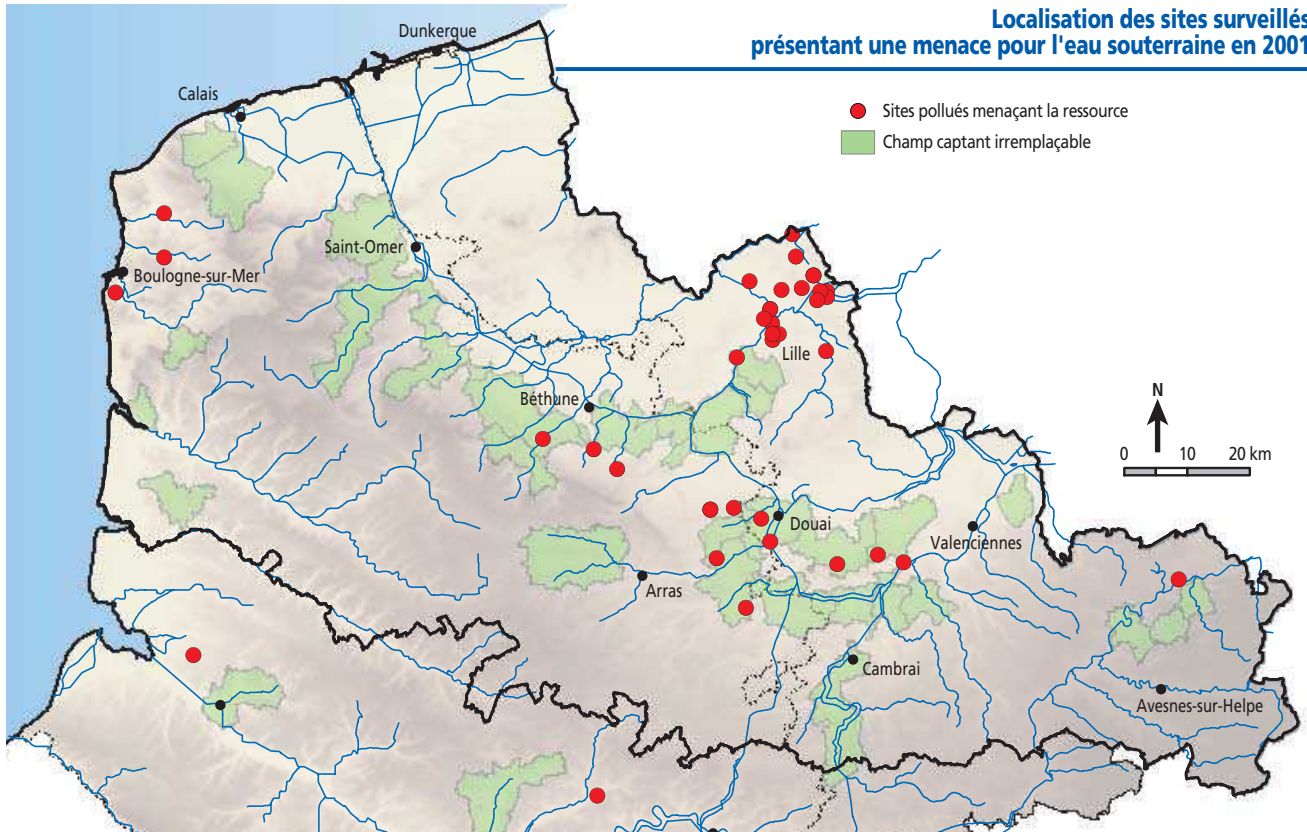 Localisation des sites surveillés
présentant une menace pour l'eau souterraine en 2001
Dunkerque
Calais
Sites pollués menaçant la ressource
Champ captant irremplaçable
Saint-Omer
Boulogne-sur-Mer
Lille
N
Béthune
0 10 20 km
Douai
Valenciennes
Arras
Cambrai
Avesnes-sur-Helpe